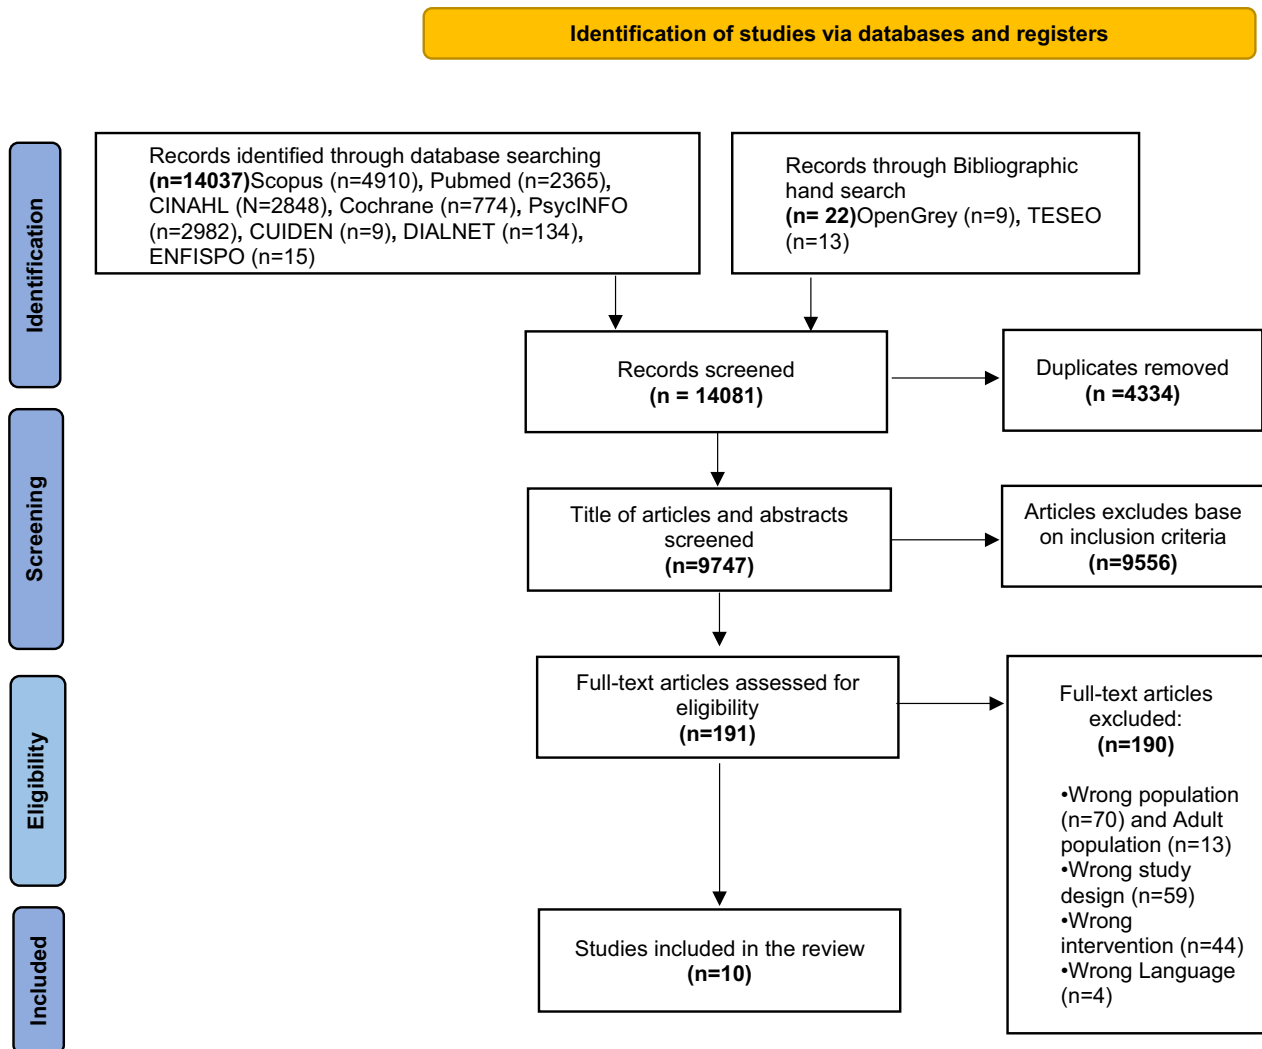 Identification of studies via databases and registers
Identification
Records identified through database searching
(n=14037)Scopus (n=4910), Pubmed (n=2365),
CINAHL (N=2848), Cochrane (n=774), PsycINFO
(n=2982), CUIDEN (n=9), DIALNET (n=134),
ENFISPO (n=15)
Records through Bibliographic
hand search
(n= 22)OpenGrey (n=9), TESEO
(n=13)
Records screened
(n = 14081)
Duplicates removed
(n =4334)
Screening
Title of articles and abstracts
screened
(n=9747)
Articles excludes base
on inclusion criteria
(n=9556)
Eligibility
Full-text articles assessed for
eligibility
(n=191)
Full-text articles
excluded:
(n=190)
•Wrong population
(n=70) and Adult
population (n=13)
•Wrong study
design (n=59)
•Wrong
intervention (n=44)
•Wrong Language
(n=4)
Included
Studies included in the review
(n=10)